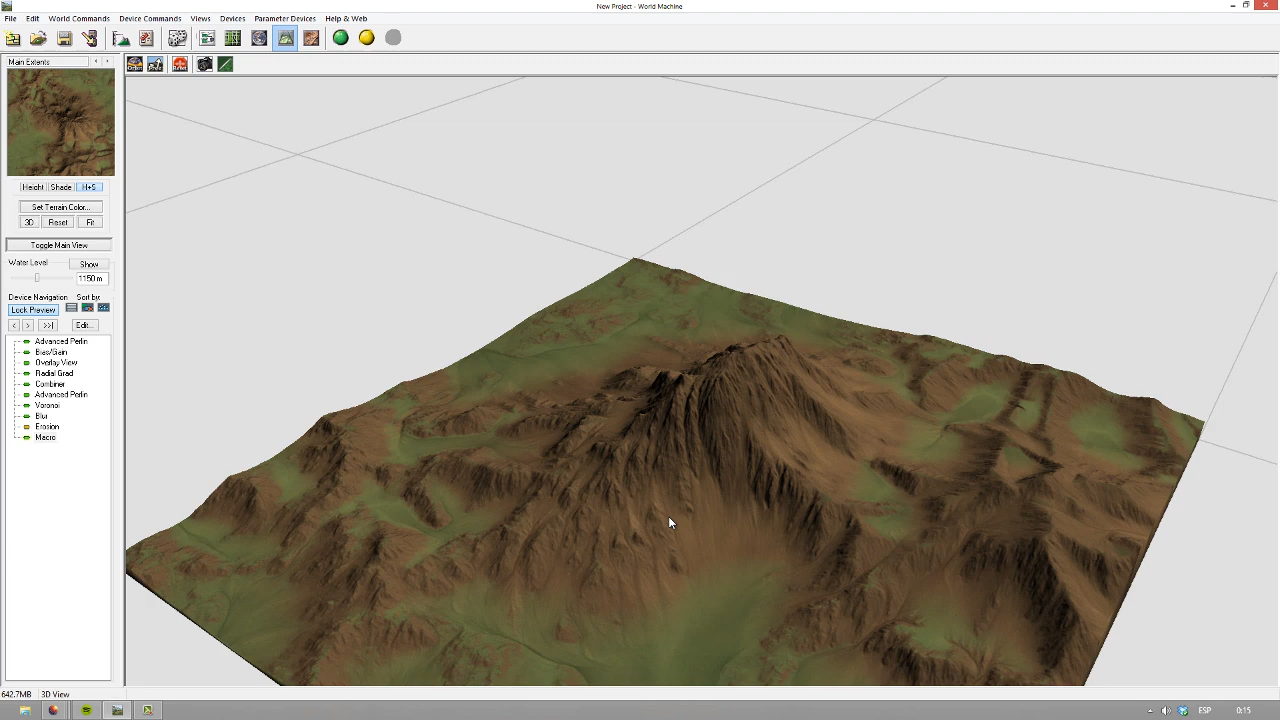 New Project - World Machine
File Edit World Commands Device Commands Views Devices Parameter Devices Help & Web
Main Extents
Height Shade H+S
Set Terrain Color...
3D Reset Fit
Toggle Main View
Water Level Show
1150 m
Device Navigation Sort by:
Lock Preview
< > >>| Edit...
Advanced Perlin
Bias/Gain
Overlay View
Radial Grad
Combiner
Advanced Perlin
Voronoi
Blur
Erosion
Macro
642.7MB 3D View
ESP 0:15